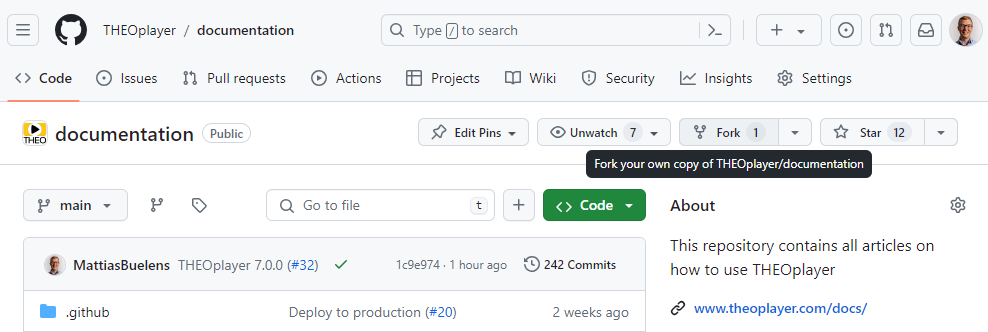 THEOplayer / documentation
Type / to search
Code Issues Pull requests Actions Projects Wiki Security Insights Settings
THEO documentation Public
Edit Pins Unwatch 7 Fork 1 Star 12
Fork your own copy of THEOplayer/documentation
main Go to file t Code
About
MattiasBuelens THEOplayer 7.0.0 (#32) 1c9e974 · 1 hour ago 242 Commits
.github Deploy to production (#20) 2 weeks ago
This repository contains all articles on
how to use THEOplayer
www.theoplayer.com/docs/